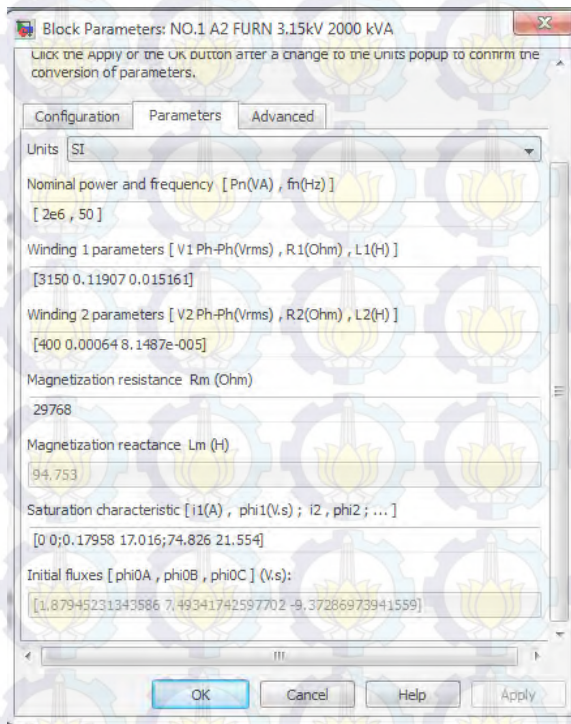 Block Parameters: NO.1 A2 FURN 3.15kV 2000 kVA
Click the Apply or the OK button after a change to the Units popup to confirm the
conversion of parameters.
Configuration Parameters Advanced
Units SI
Nominal power and frequency [ Pn(VA) , fn(Hz) ]
[ 2e6 , 50 ]
Winding 1 parameters [ V1 Ph-Ph(Vrms) , R1(Ohm) , L1(H) ]
[3150 0.11907 0.015161]
Winding 2 parameters [ V2 Ph-Ph(Vrms) , R2(Ohm) , L2(H) ]
[400 0.00064 8.1487e-005]
Magnetization resistance Rm (Ohm)
29768
Magnetization reactance Lm (H)
94.753
Saturation characteristic [ i1(A) , phi1(V.s) ; i2 , phi2 ; ... ]
[0 0;0.17958 17.016;74.826 21.554]
Initial fluxes [ phi0A , phi0B , phi0C ] (V.s):
[1.87945231343586 7.49341742597702 -9.37286973941559]
OK Cancel Help Apply